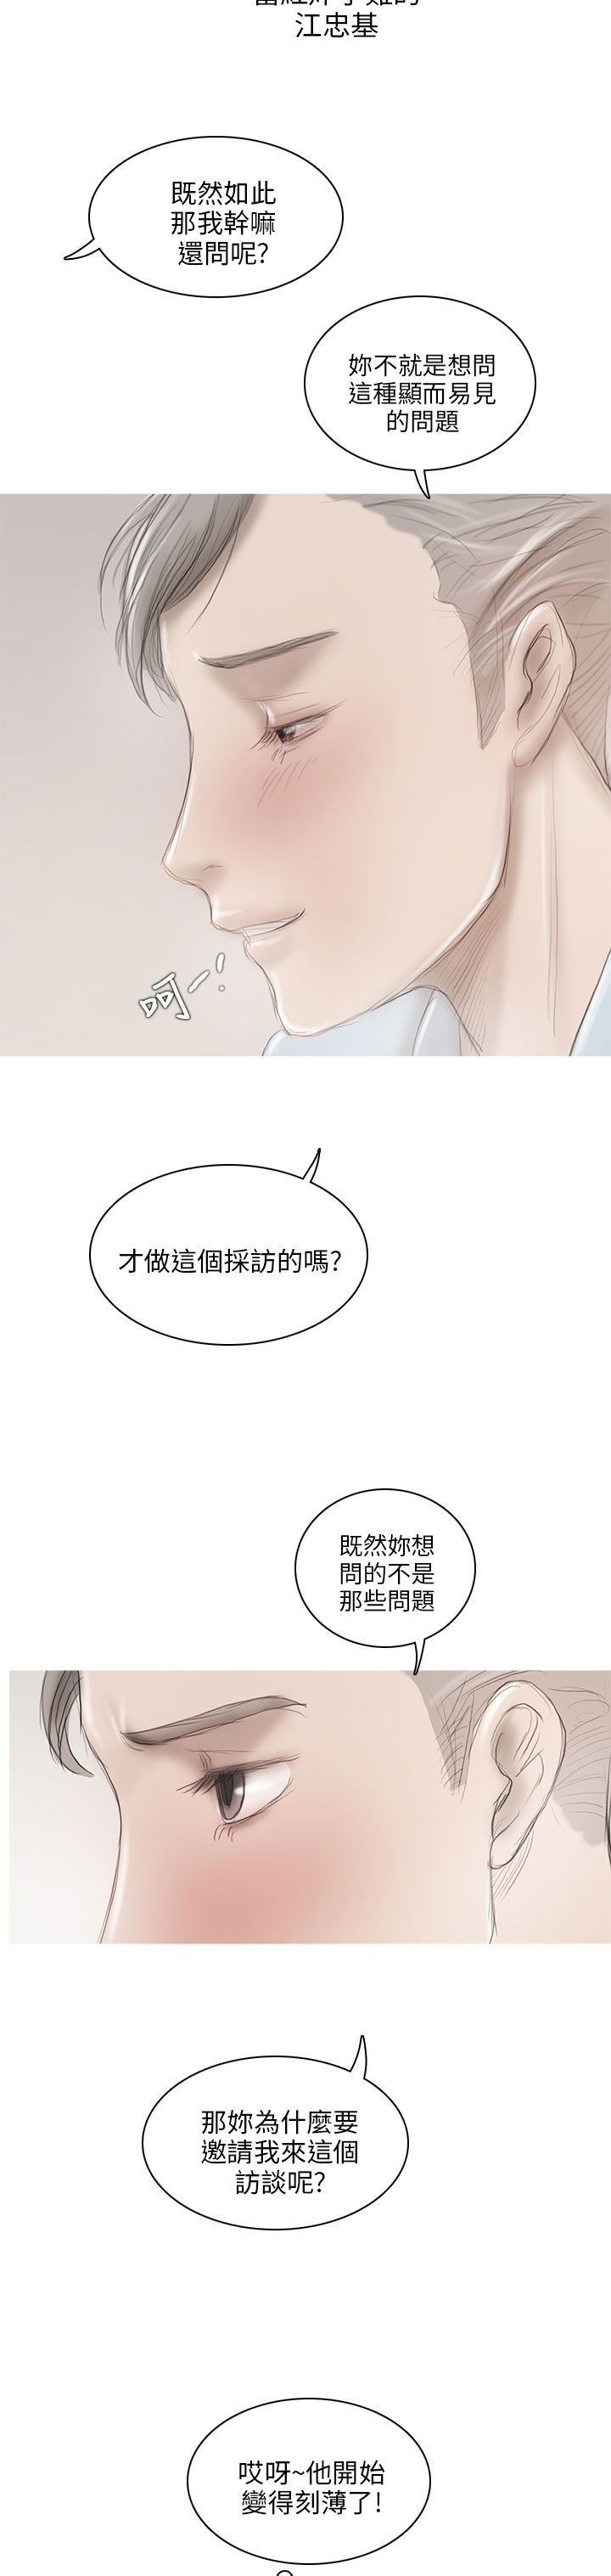 江忠基
既然如此
那我幹嘛
還問呢?
妳不就是想問
這種顯而易見
的問題
呵一!
才做這個採訪的嗎?
既然妳想
問的不是
那些問題
那妳為什麼要
邀請我來這個
訪談呢?
哎呀~他開始
變得刻薄了!